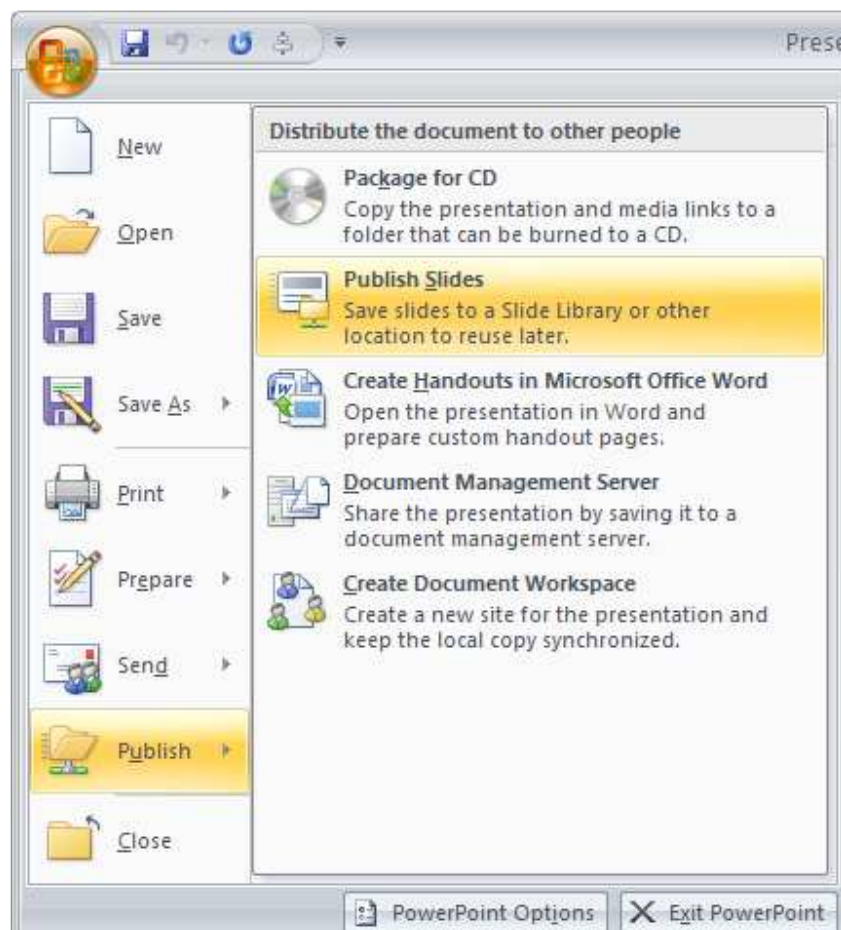 Prese
New
Open
Save
Save As
Print
Prepare
Send
Publish
Close
Distribute the document to other people
Package for CD
Copy the presentation and media links to a
folder that can be burned to a CD.
Publish Slides
Save slides to a Slide Library or other
location to reuse later.
Create Handouts in Microsoft Office Word
Open the presentation in Word and
prepare custom handout pages.
Document Management Server
Share the presentation by saving it to a
document management server.
Create Document Workspace
Create a new site for the presentation and
keep the local copy synchronized.
PowerPoint Options
Exit PowerPoint